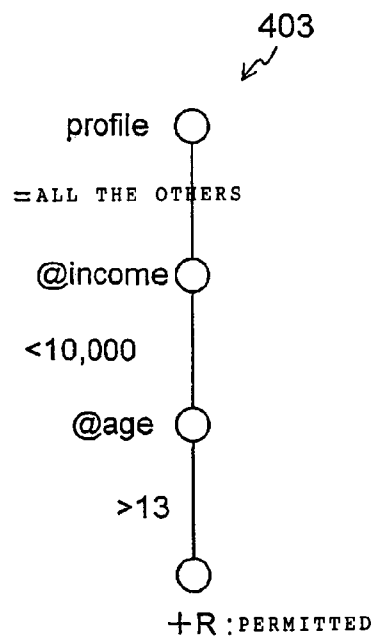 403
profile
=ALL THE OTHERS
@income
<10,000
@age
>13
+R:PERMITTED